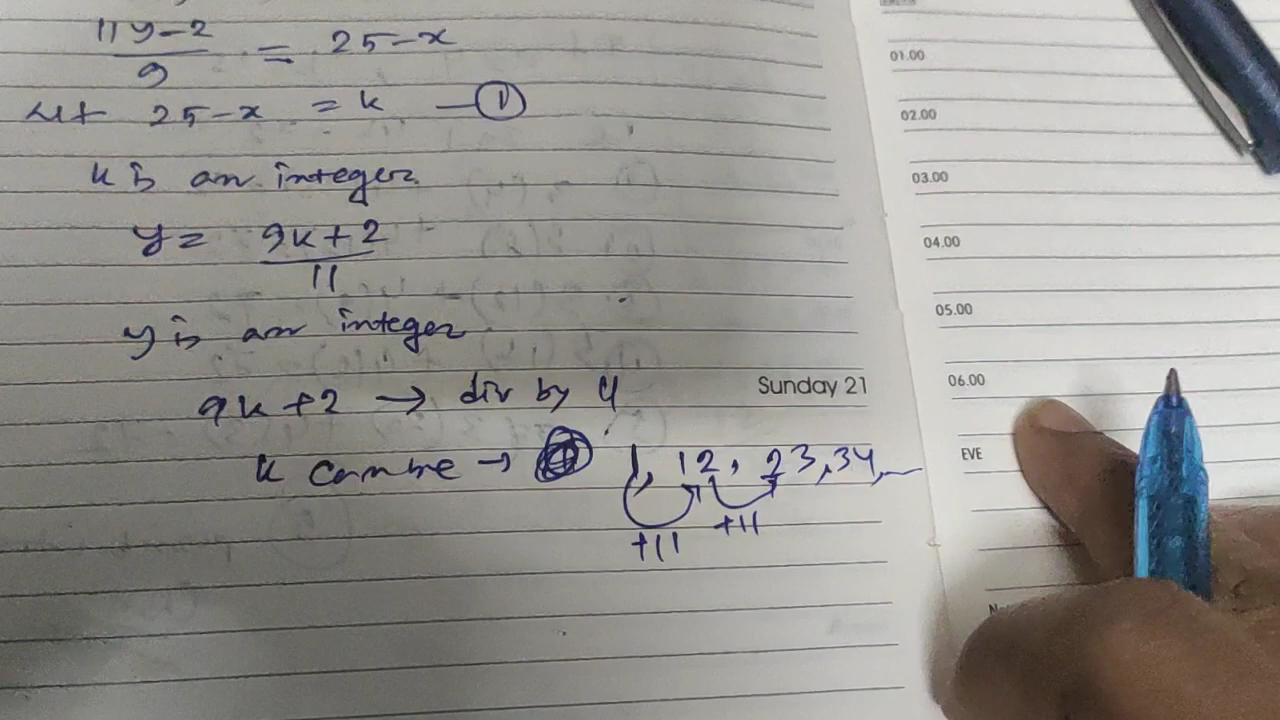 11y-2
9
= 25-x
Let 25-x = k — ①
k is an integer.
y = 9k+2
11
y is an integer.
9k+2 → div by 11
k can be → 1, 12, 23, 34, —
+11 +11
01.00
02.00
03.00
04.00
05.00
Sunday 21
06.00
EVE